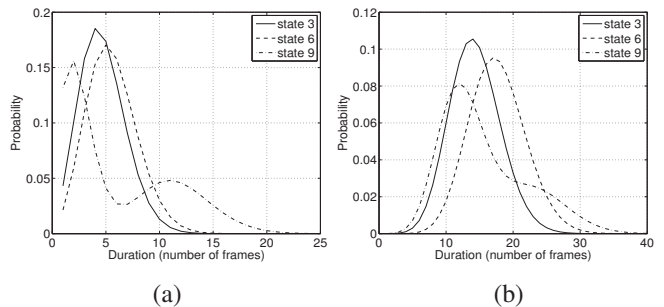 0.2
0.15
0.1
0.05
0
0 5 10 15 20 25
Probability
Duration (number of frames)
state 3
state 6
state 9
(a)
0.12
0.1
0.08
0.06
0.04
0.02
0
0 10 20 30 40
Probability
Duration (number of frames)
state 3
state 6
state 9
(b)